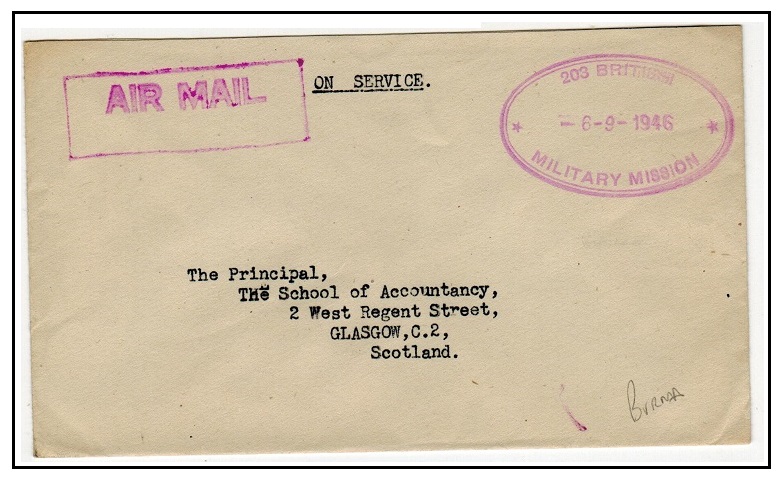 AIR MAIL
ON SERVICE.
203 BRITISH
- 6-9-1946
MILITARY MISSION
The Principal,
The School of Accountancy,
2 West Regent Street,
GLASGOW,C.2,
Scotland.
Burma